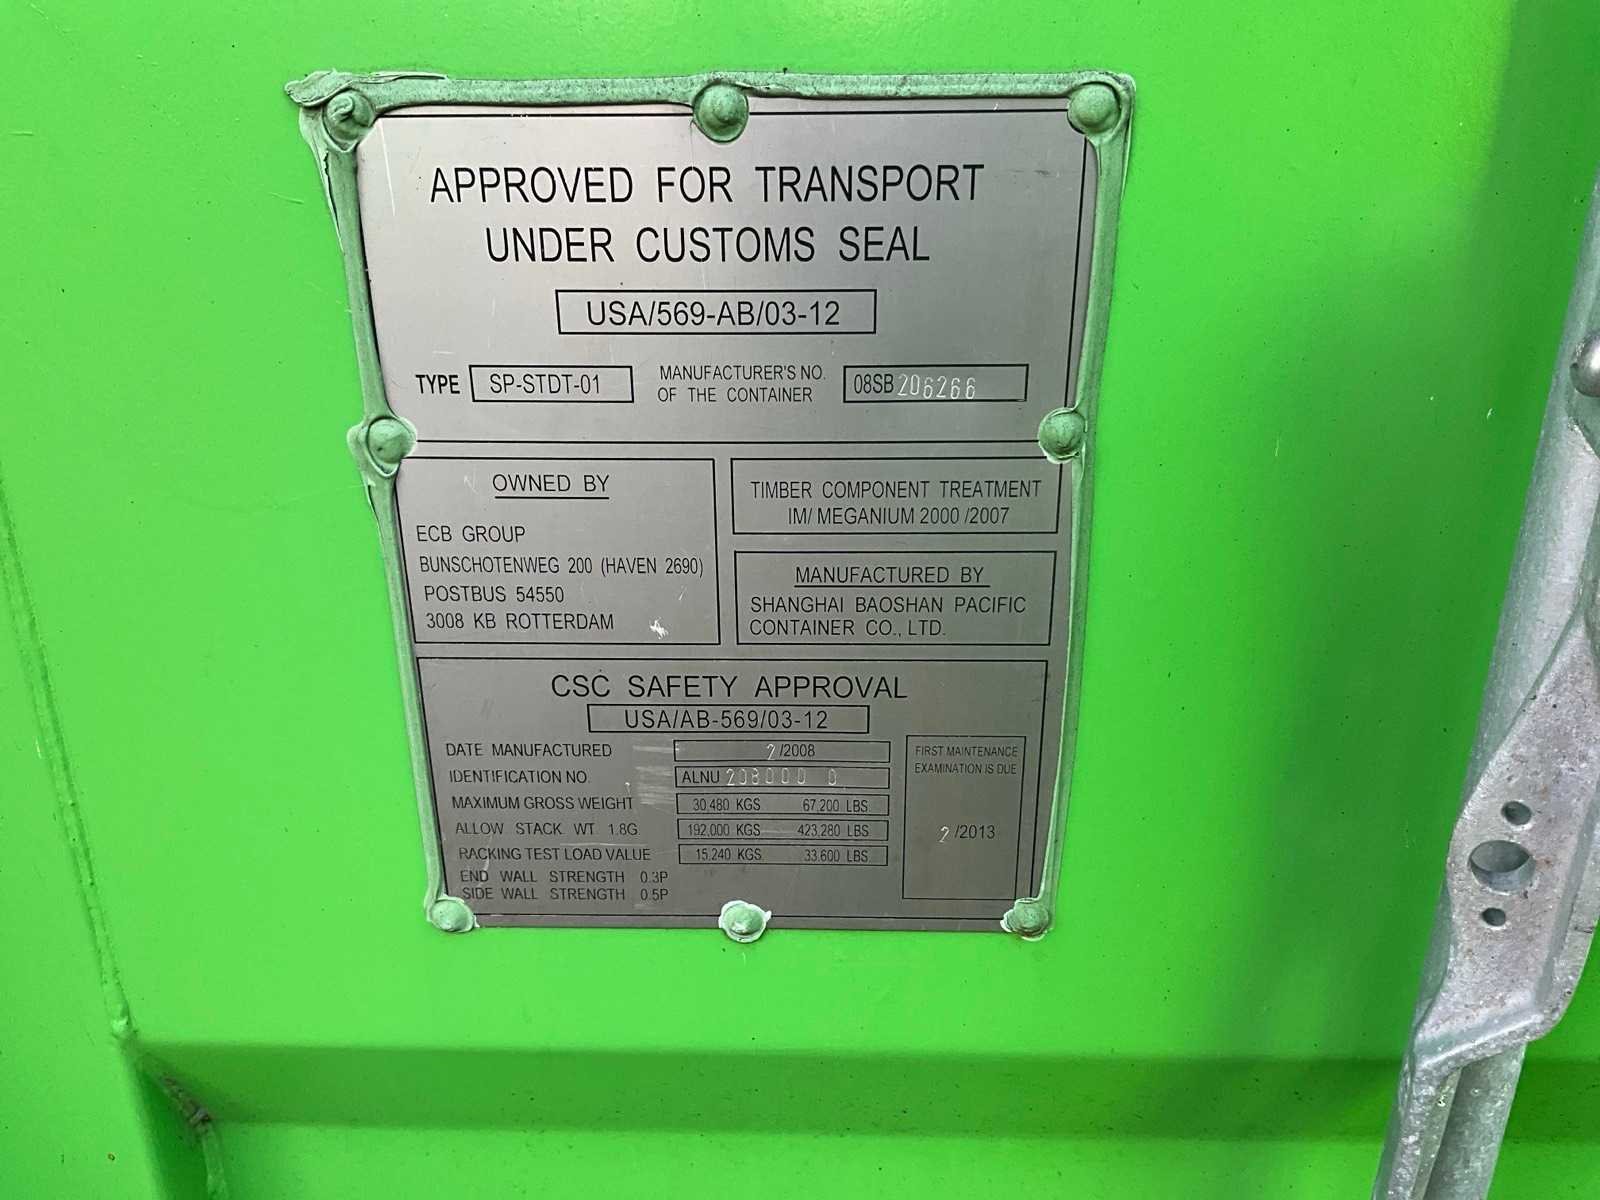 APPROVED FOR TRANSPORT
UNDER CUSTOMS SEAL
USA/569-AB/03-12
TYPE SP-STDT-01 MANUFACTURER'S NO. OF THE CONTAINER 08SB206266
OWNED BY
ECB GROUP
BUNSCHOTENWEG 200 (HAVEN 2690)
POSTBUS 54550
3008 KB ROTTERDAM
TIMBER COMPONENT TREATMENT
IM/ MEGANIUM 2000 /2007
MANUFACTURED BY
SHANGHAI BAOSHAN PACIFIC
CONTAINER CO., LTD.
CSC SAFETY APPROVAL
USA/AB-569/03-12
DATE MANUFACTURED 2/2008
IDENTIFICATION NO. ALNU 208000 0
MAXIMUM GROSS WEIGHT 30,480 KGS 67,200 LBS
ALLOW STACK WT 1.8G 192,000 KGS 423,280 LBS
RACKING TEST LOAD VALUE 15,240 KGS 33,600 LBS
END WALL STRENGTH 0.3P
SIDE WALL STRENGTH 0.5P
FIRST MAINTENANCE
EXAMINATION IS DUE
2/2013